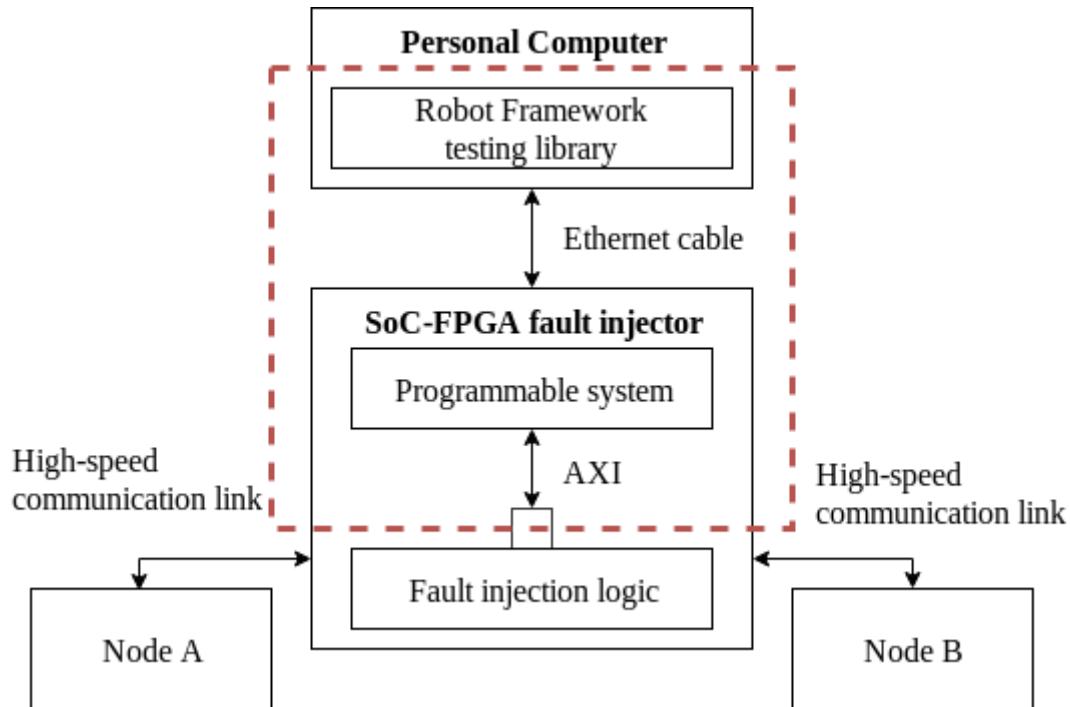 Personal Computer
Robot Framework
testing library
Ethernet cable
SoC-FPGA fault injector
Programmable system
AXI
High-speed
communication link
High-speed
communication link
Fault injection logic
Node A
Node B